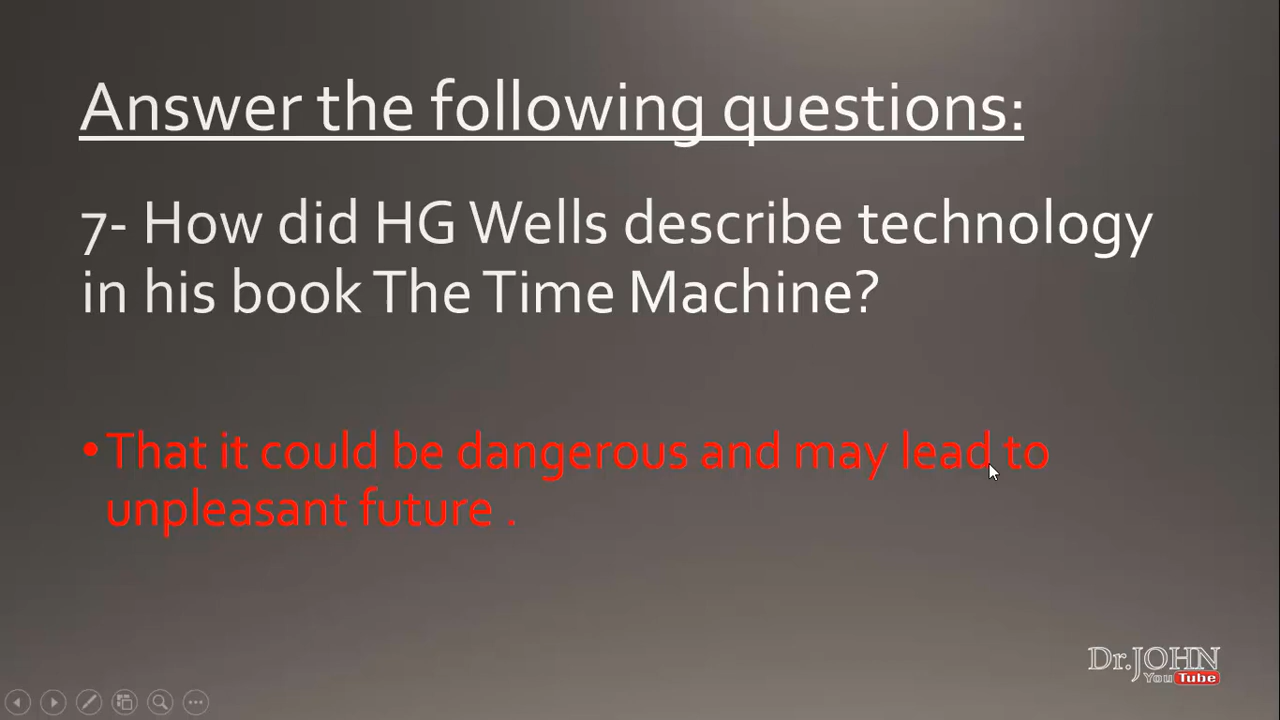 Answer the following questions:
7- How did HG Wells describe technology
in his book The Time Machine?
•That it could be dangerous and may lead to
unpleasant future .
Dr.JOHN
YouTube